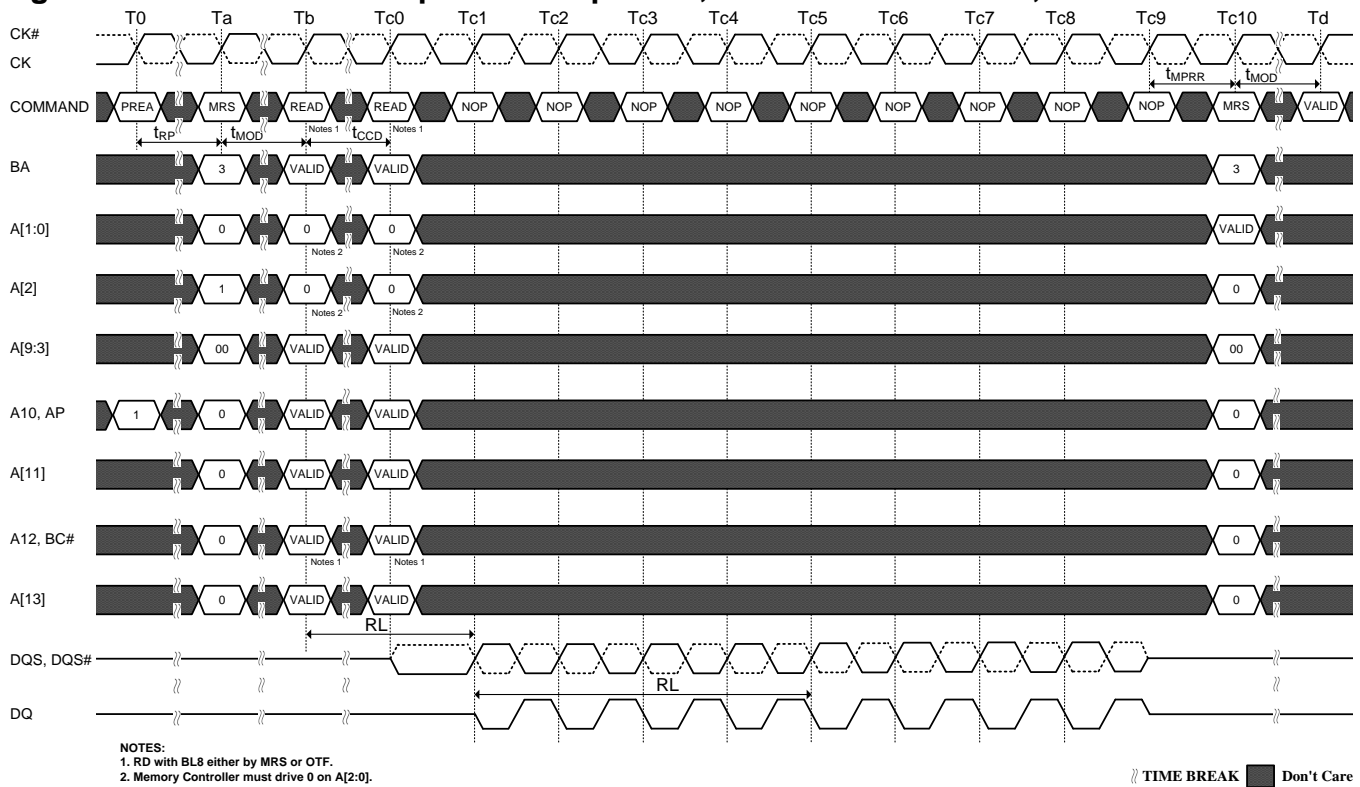 T0 Ta Tb Tc0 Tc1 Tc2 Tc3 Tc4 Tc5 Tc6 Tc7 Tc8 Tc9 Tc10 Td
CK#
CK
tMPRR tMOD
COMMAND PREA MRS READ READ NOP NOP NOP NOP NOP NOP NOP NOP NOP MRS VALID
Notes 1 Notes 1
tRP tMOD tCCD
BA 3 VALID VALID 3
A[1:0] 0 0 0 VALID
Notes 2 Notes 2
A[2] 1 0 0 0
Notes 2 Notes 2
A[9:3] 00 VALID VALID 00
A10, AP 1 0 VALID VALID 0
A[11] 0 VALID VALID 0
A12, BC# 0 VALID VALID 0
Notes 1 Notes 1
A[13] 0 VALID VALID 0
RL
DQS, DQS#
RL
DQ
NOTES:
1. RD with BL8 either by MRS or OTF.
2. Memory Controller must drive 0 on A[2:0].
TIME BREAK Don't Care